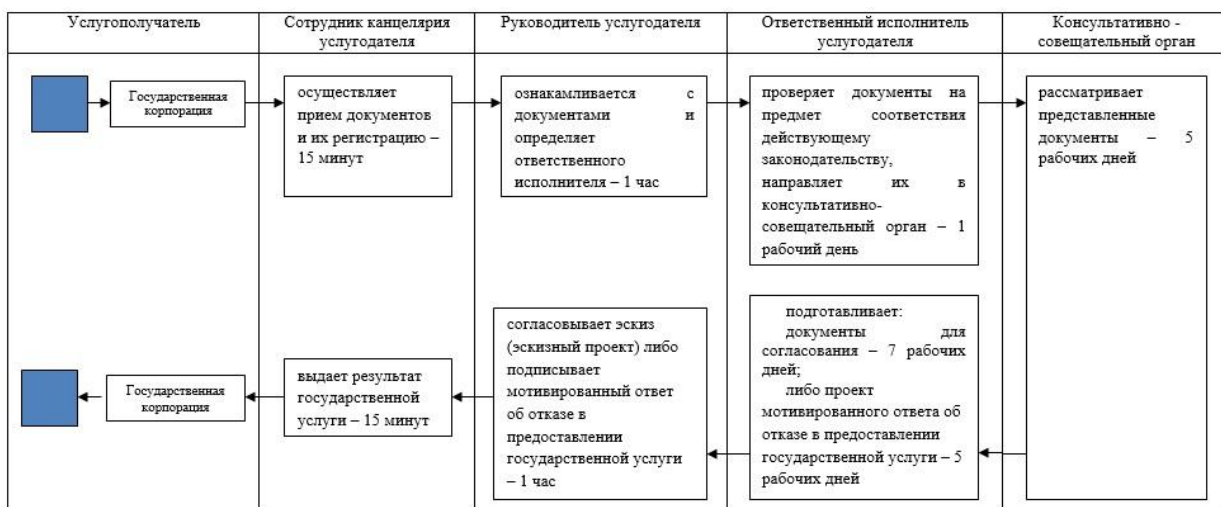 Услугополучатель
Сотрудник канцелярия
услугодателя
Руководитель услугодателя
Ответственный исполнитель
услугодателя
Консультативно -
совещательный орган
Государственная
корпорация
осуществляет
прием документов
и их регистрацию –
15 минут
ознакамливается с
документами и
определяет
ответственного
исполнителя – 1 час
проверяет документы на
предмет соответствия
действующему
законодательству,
направляет их в
консультативно-
совещательный орган – 1
рабочий день
рассматривает
представленные
документы – 5
рабочих дней
Государственная
корпорация
выдает результат
государственной
услуги – 15 минут
согласовывает эскиз
(эскизный проект) либо
подписывает
мотивированный ответ
об отказе в
предоставлении
государственной услуги
– 1 час
подготавливает:
документы для
согласования – 7 рабочих
дней;
либо проект
мотивированного ответа об
отказе в предоставлении
государственной услуги – 5
рабочих дней